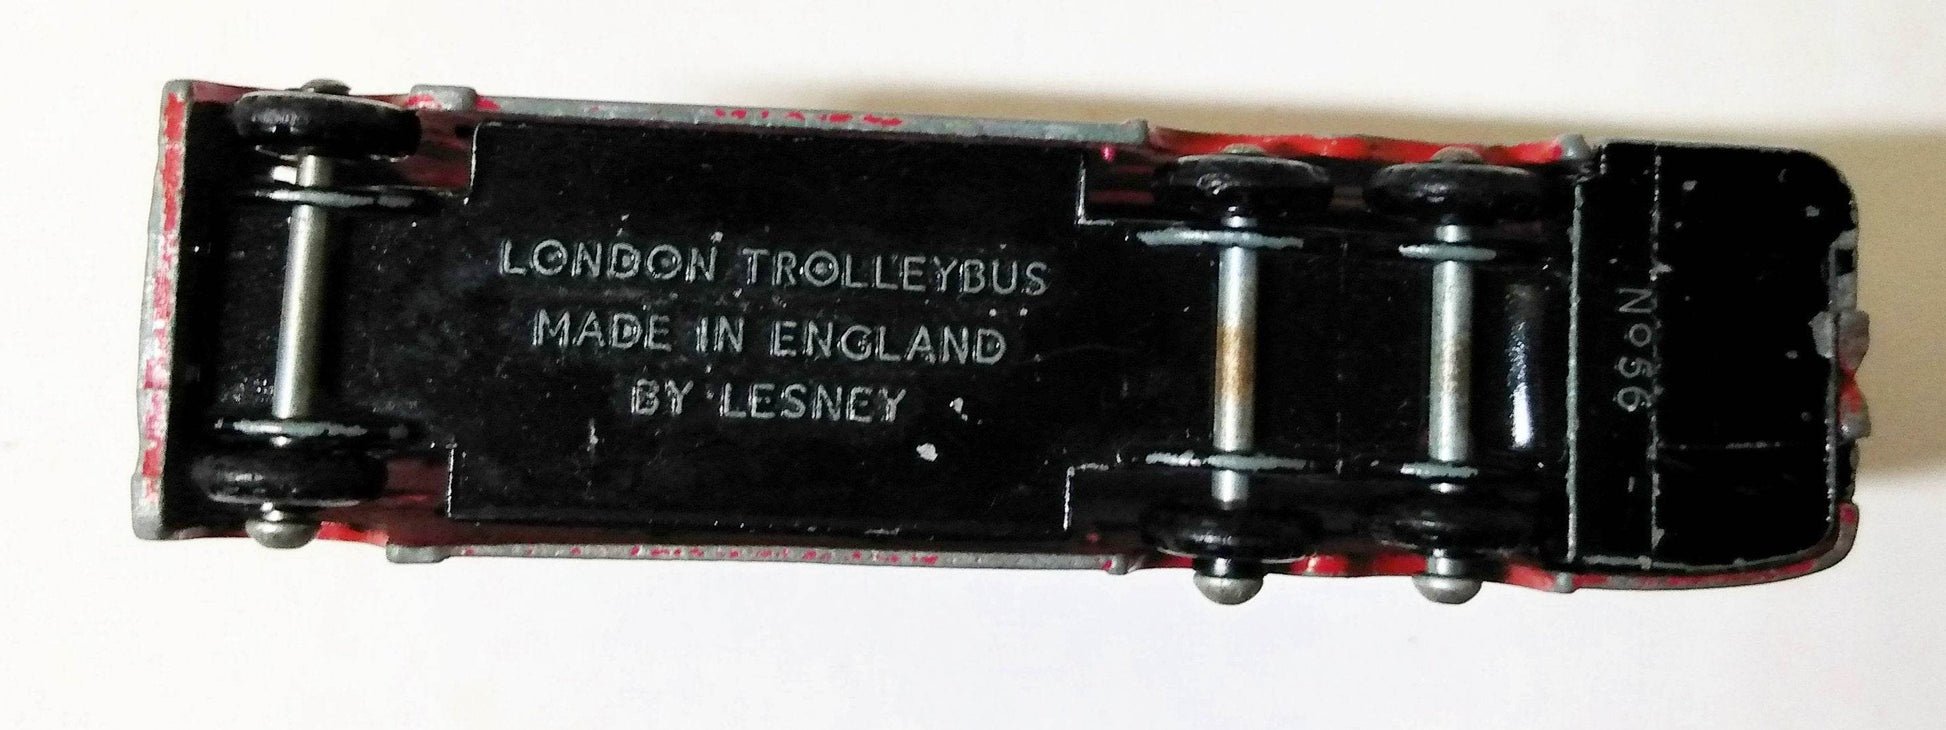 LONDON TROLLEYBUS
MADE IN ENGLAND
BY LESNEY
No56